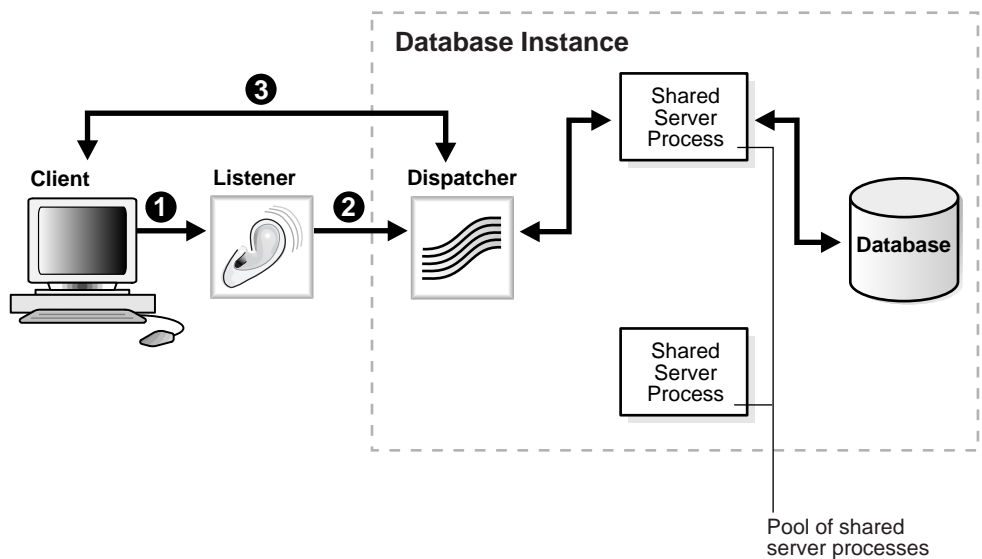 Database Instance
3
Shared
Server
Process
Client
Listener
Dispatcher
1
2
Database
Shared
Server
Process
Pool of shared
server processes